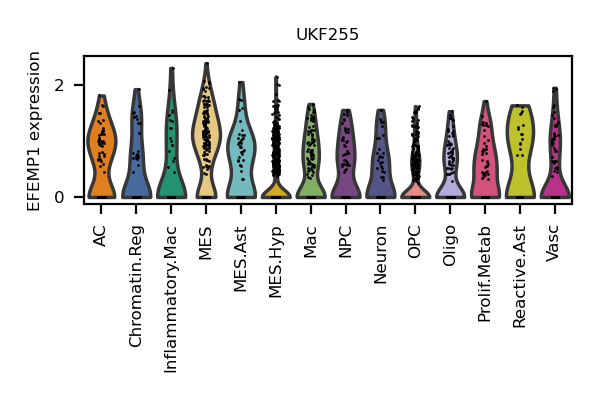 UKF255
EFEMP1 expression
2
0
AC
Chromatin.Reg
Inflammatory.Mac
MES
MES.Ast
MES.Hyp
Mac
NPC
Neuron
OPC
Oligo
Prolif.Metab
Reactive.Ast
Vasc